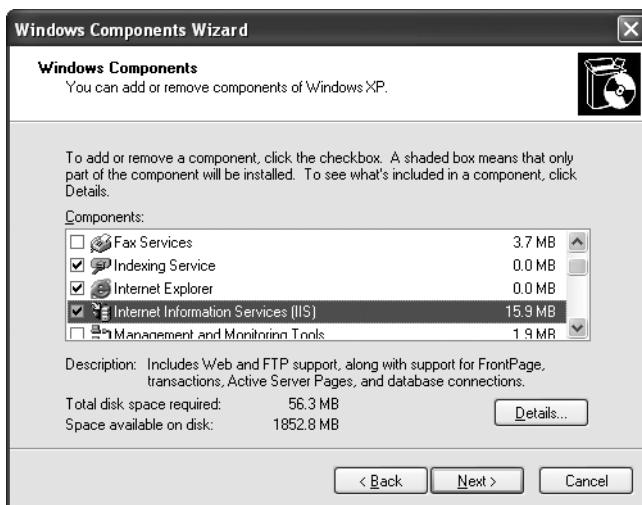 Windows Components Wizard
Windows Components
You can add or remove components of Windows XP.
To add or remove a component, click the checkbox. A shaded box means that only
part of the component will be installed. To see what's included in a component, click
Details.
Components:
Fax Services 3.7 MB
Indexing Service 0.0 MB
Internet Explorer 0.0 MB
Internet Information Services (IIS) 15.9 MB
Management and Monitoring Tools 1.9 MB
Description: Includes Web and FTP support, along with support for FrontPage,
transactions, Active Server Pages, and database connections.
Total disk space required: 56.3 MB
Space available on disk: 1852.8 MB
Details...
< Back
Next >
Cancel